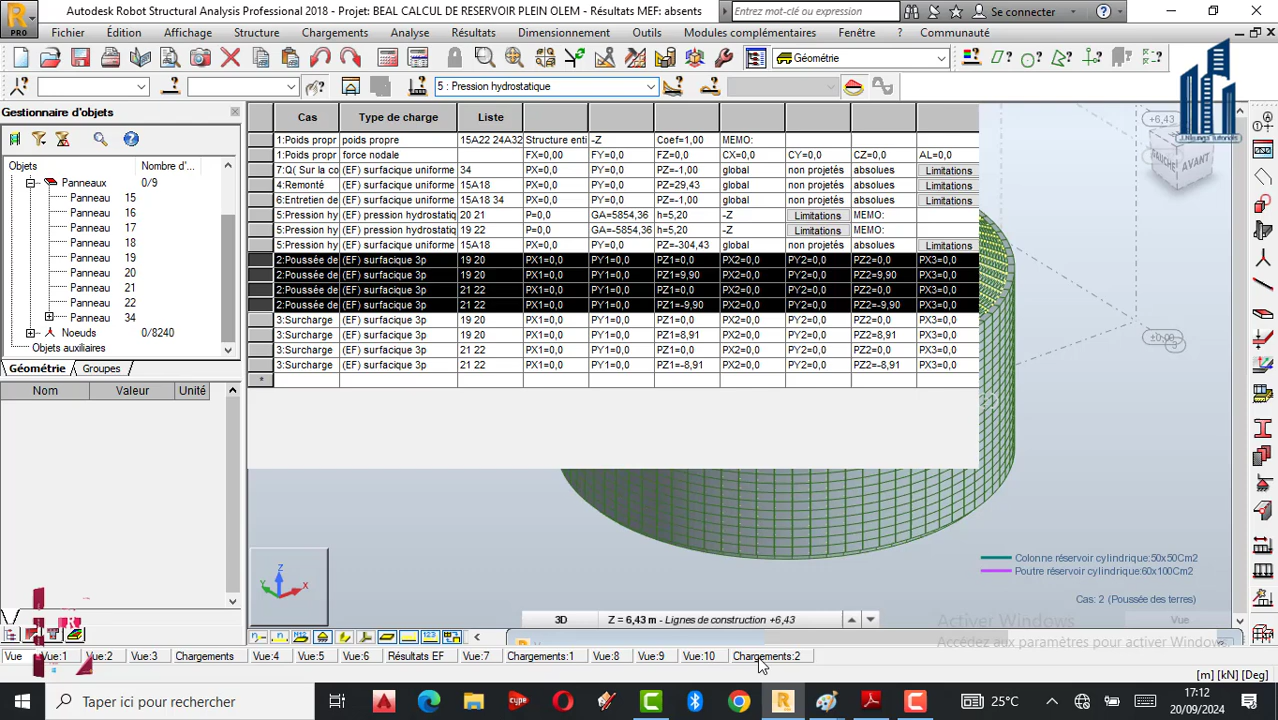 Autodesk Robot Structural Analysis Professional 2018 - Projet: BEAL CALCUL DE RESERVOIR PLEIN OLEM - Résultats MEF: absents
Entrez mot-clé ou expression
Se connecter
PRO
Fichier Édition Affichage Structure Chargements Analyse Résultats Dimensionnement Outils Modules complémentaires Fenêtre ? Communauté
Géométrie
5 : Pression hydrostatique
Gestionnaire d'objets
Objets Nombre d'...
Panneaux 0/9
Panneau 15
Panneau 16
Panneau 17
Panneau 18
Panneau 19
Panneau 20
Panneau 21
Panneau 22
Panneau 34
Noeuds 0/8240
Objets auxiliaires
Géométrie Groupes
Nom Valeur Unité
Cas Type de charge Liste
1:Poids propr poids propre 15A22 24A32 Structure enti -Z Coef=1,00 MEMO:
1:Poids propr force nodale FX=0,00 FY=0,0 FZ=0,0 CX=0,0 CY=0,0 CZ=0,0 AL=0,0
7:Q( Sur la co (EF) surfacique uniforme 34 PX=0,0 PY=0,0 PZ=-1,00 global non projetés absolues Limitations
4:Remonté (EF) surfacique uniforme 15A18 PX=0,0 PY=0,0 PZ=29,43 global non projetés absolues Limitations
6:Entretien de (EF) surfacique uniforme 15A18 34 PX=0,0 PY=0,0 PZ=-1,00 global non projetés absolues Limitations
5:Pression hy (EF) pression hydrostatiq 20 21 P=0,0 GA=5854,36 h=5,20 -Z Limitations MEMO:
5:Pression hy (EF) pression hydrostatiq 19 22 P=0,0 GA=-5854,36 h=5,20 -Z Limitations MEMO:
5:Pression hy (EF) surfacique uniforme 15A18 PX=0,0 PY=0,0 PZ=-304,43 global non projetés absolues Limitations
2:Poussée de (EF) surfacique 3p 19 20 PX1=0,0 PY1=0,0 PZ1=0,0 PX2=0,0 PY2=0,0 PZ2=0,0 PX3=0,0
2:Poussée de (EF) surfacique 3p 19 20 PX1=0,0 PY1=0,0 PZ1=9,90 PX2=0,0 PY2=0,0 PZ2=9,90 PX3=0,0
2:Poussée de (EF) surfacique 3p 21 22 PX1=0,0 PY1=0,0 PZ1=0,0 PX2=0,0 PY2=0,0 PZ2=0,0 PX3=0,0
2:Poussée de (EF) surfacique 3p 21 22 PX1=0,0 PY1=0,0 PZ1=-9,90 PX2=0,0 PY2=0,0 PZ2=-9,90 PX3=0,0
3:Surcharge (EF) surfacique 3p 19 20 PX1=0,0 PY1=0,0 PZ1=0,0 PX2=0,0 PY2=0,0 PZ2=0,0 PX3=0,0
3:Surcharge (EF) surfacique 3p 19 20 PX1=0,0 PY1=0,0 PZ1=8,91 PX2=0,0 PY2=0,0 PZ2=8,91 PX3=0,0
3:Surcharge (EF) surfacique 3p 21 22 PX1=0,0 PY1=0,0 PZ1=0,0 PX2=0,0 PY2=0,0 PZ2=0,0 PX3=0,0
3:Surcharge (EF) surfacique 3p 21 22 PX1=0,0 PY1=0,0 PZ1=-8,91 PX2=0,0 PY2=0,0 PZ2=-8,91 PX3=0,0
*
+6,43
AVANT
±0,00
Z
Y X
Colonne réservoir cylindrique:50x50Cm2
Poutre réservoir cylindrique:60x100Cm2
Cas: 2 (Poussée des terres)
3D Z = 6,43 m - Lignes de construction +6,43
Activer Windows
Accédez aux paramètres pour activer Windows.
Vue
Vue Vue:1 Vue:2 Vue:3 Chargements Vue:4 Vue:5 Vue:6 Résultats EF Vue:7 Chargements:1 Vue:8 Vue:9 Vue:10 Chargements:2
[m] [kN] [Deg]
Taper ici pour rechercher
cype
25°C
17:12
20/09/2024